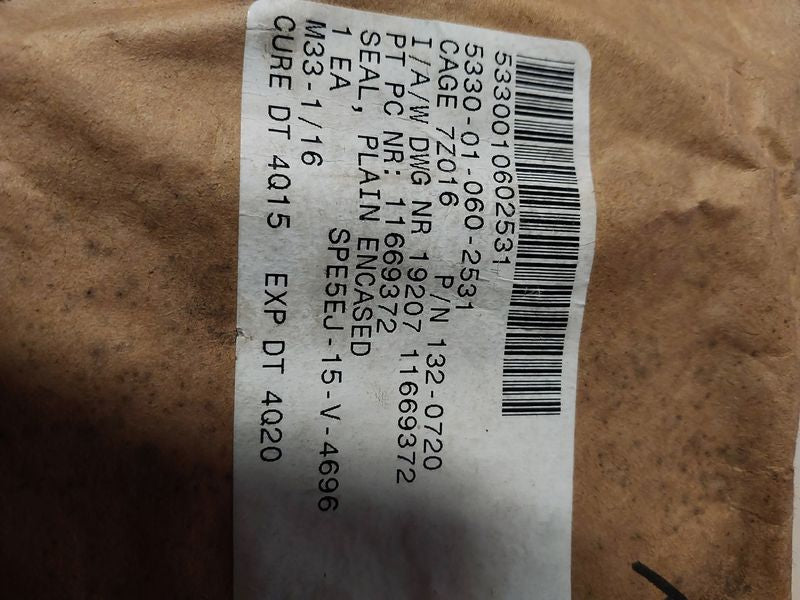 5330010602531
5330-01-060-2531
CAGE 7Z016 P/N 132-0720
I/A/W DWG NR 19207 11669372
PT PC NR: 11669372
SEAL, PLAIN ENCASED
1 EA SPE5EJ-15-V-4696
M33-1/16
CURE DT 4Q15 EXP DT 4Q20